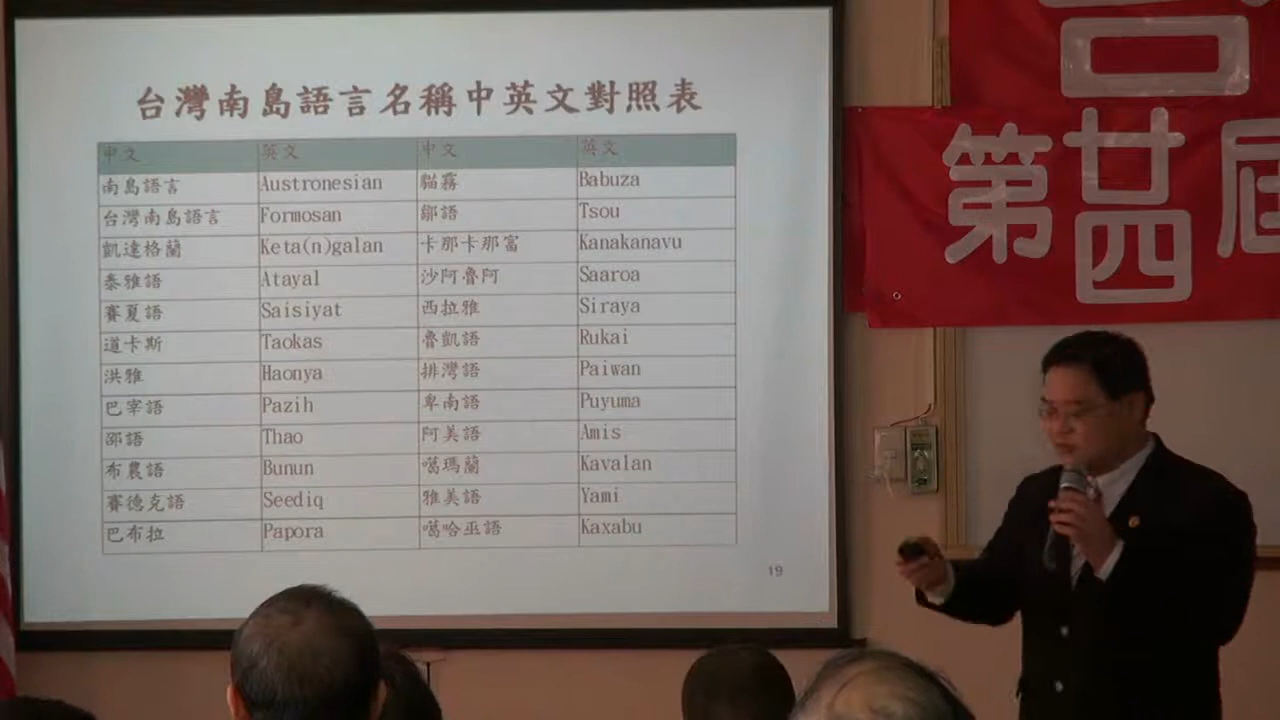 台灣南島語言名稱中英文對照表
中文 英文 中文 英文
南島語言 Austronesian 貓霧 Babuza
台灣南島語言 Formosan 鄒語 Tsou
凱達格蘭 Keta(n)galan 卡那卡那富 Kanakanavu
泰雅語 Atayal 沙阿魯阿 Saaroa
賽夏語 Saisiyat 西拉雅 Siraya
道卡斯 Taokas 魯凱語 Rukai
洪雅 Haonya 排灣語 Paiwan
巴宰語 Pazih 卑南語 Puyuma
邵語 Thao 阿美語 Amis
布農語 Bunun 噶瑪蘭 Kavalan
賽德克語 Seediq 雅美語 Yami
巴布拉 Papora 噶哈巫語 Kaxabu
19
第廿四屆